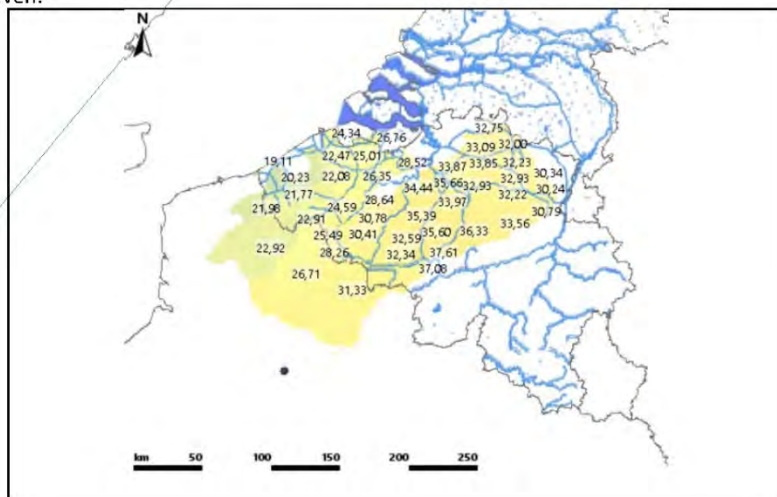 ven.
N
32,75
24,34 26,76 33,09 32,00
22,47 25,01 28,52 33,87 33,85 32,23
19,11 30,34
20,23 22,08 26,35 34,44 35,66 32,93 32,93 30,24
21,77 28,64 33,97 32,22
21,98 24,59 30,79
22,91 30,78 35,39 33,56
25,49 30,41 32,59 35,60 36,33
22,92 28,26 32,34 37,61
26,71 37,08
31,33
km 50 100 150 200 250